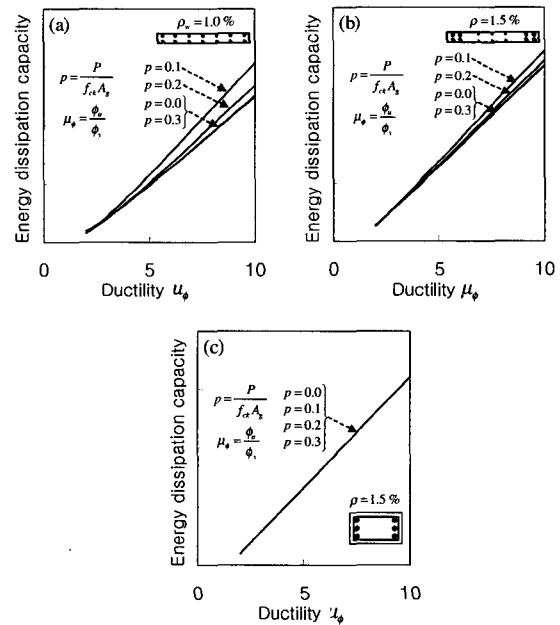 (a)
ρw = 1.0 %
p = P / fck Ag
μϕ = ϕu / ϕy
p = 0.1
p = 0.2
p = 0.0
p = 0.3
Energy dissipation capacity
0 5 10
Ductility uϕ
(b)
ρ = 1.5 %
p = P / fck Ag
μϕ = ϕu / ϕy
p = 0.1
p = 0.2
p = 0.0
p = 0.3
Energy dissipation capacity
0 5 10
Ductility μϕ
(c)
p = P / fck Ag
μϕ = ϕu / ϕy
p = 0.0
p = 0.1
p = 0.2
p = 0.3
ρ = 1.5 %
Energy dissipation capacity
0 5 10
Ductility uϕ